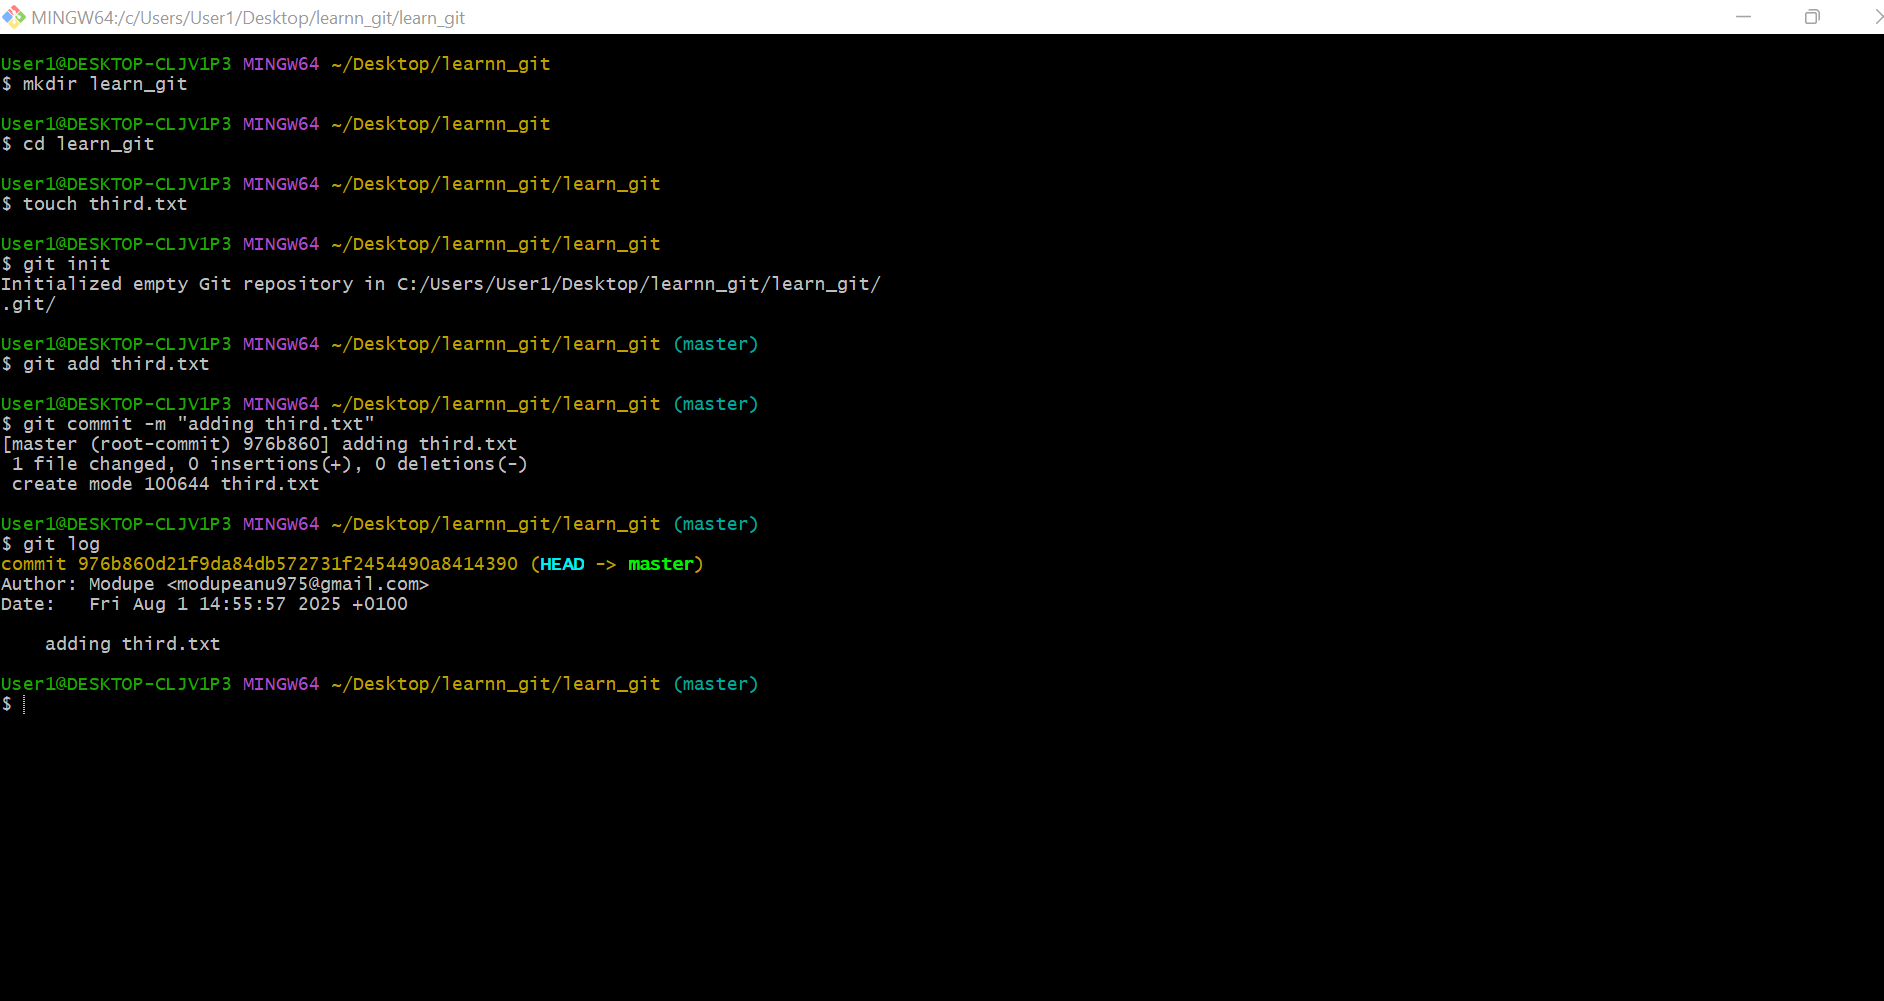 MINGW64:/c/Users/User1/Desktop/learnn_git/learn_git
User1@DESKTOP-CLJV1P3 MINGW64 ~/Desktop/learnn_git
$ mkdir learn_git
User1@DESKTOP-CLJV1P3 MINGW64 ~/Desktop/learnn_git
$ cd learn_git
User1@DESKTOP-CLJV1P3 MINGW64 ~/Desktop/learnn_git/learn_git
$ touch third.txt
User1@DESKTOP-CLJV1P3 MINGW64 ~/Desktop/learnn_git/learn_git
$ git init
Initialized empty Git repository in C:/Users/User1/Desktop/learnn_git/learn_git/
.git/
User1@DESKTOP-CLJV1P3 MINGW64 ~/Desktop/learnn_git/learn_git (master)
$ git add third.txt
User1@DESKTOP-CLJV1P3 MINGW64 ~/Desktop/learnn_git/learn_git (master)
$ git commit -m "adding third.txt"
[master (root-commit) 976b860] adding third.txt
 1 file changed, 0 insertions(+), 0 deletions(-)
 create mode 100644 third.txt
User1@DESKTOP-CLJV1P3 MINGW64 ~/Desktop/learnn_git/learn_git (master)
$ git log
commit 976b860d21f9da84db572731f2454490a8414390 (HEAD -> master)
Author: Modupe <modupeanu975@gmail.com>
Date:   Fri Aug 1 14:55:57 2025 +0100
    adding third.txt
User1@DESKTOP-CLJV1P3 MINGW64 ~/Desktop/learnn_git/learn_git (master)
$